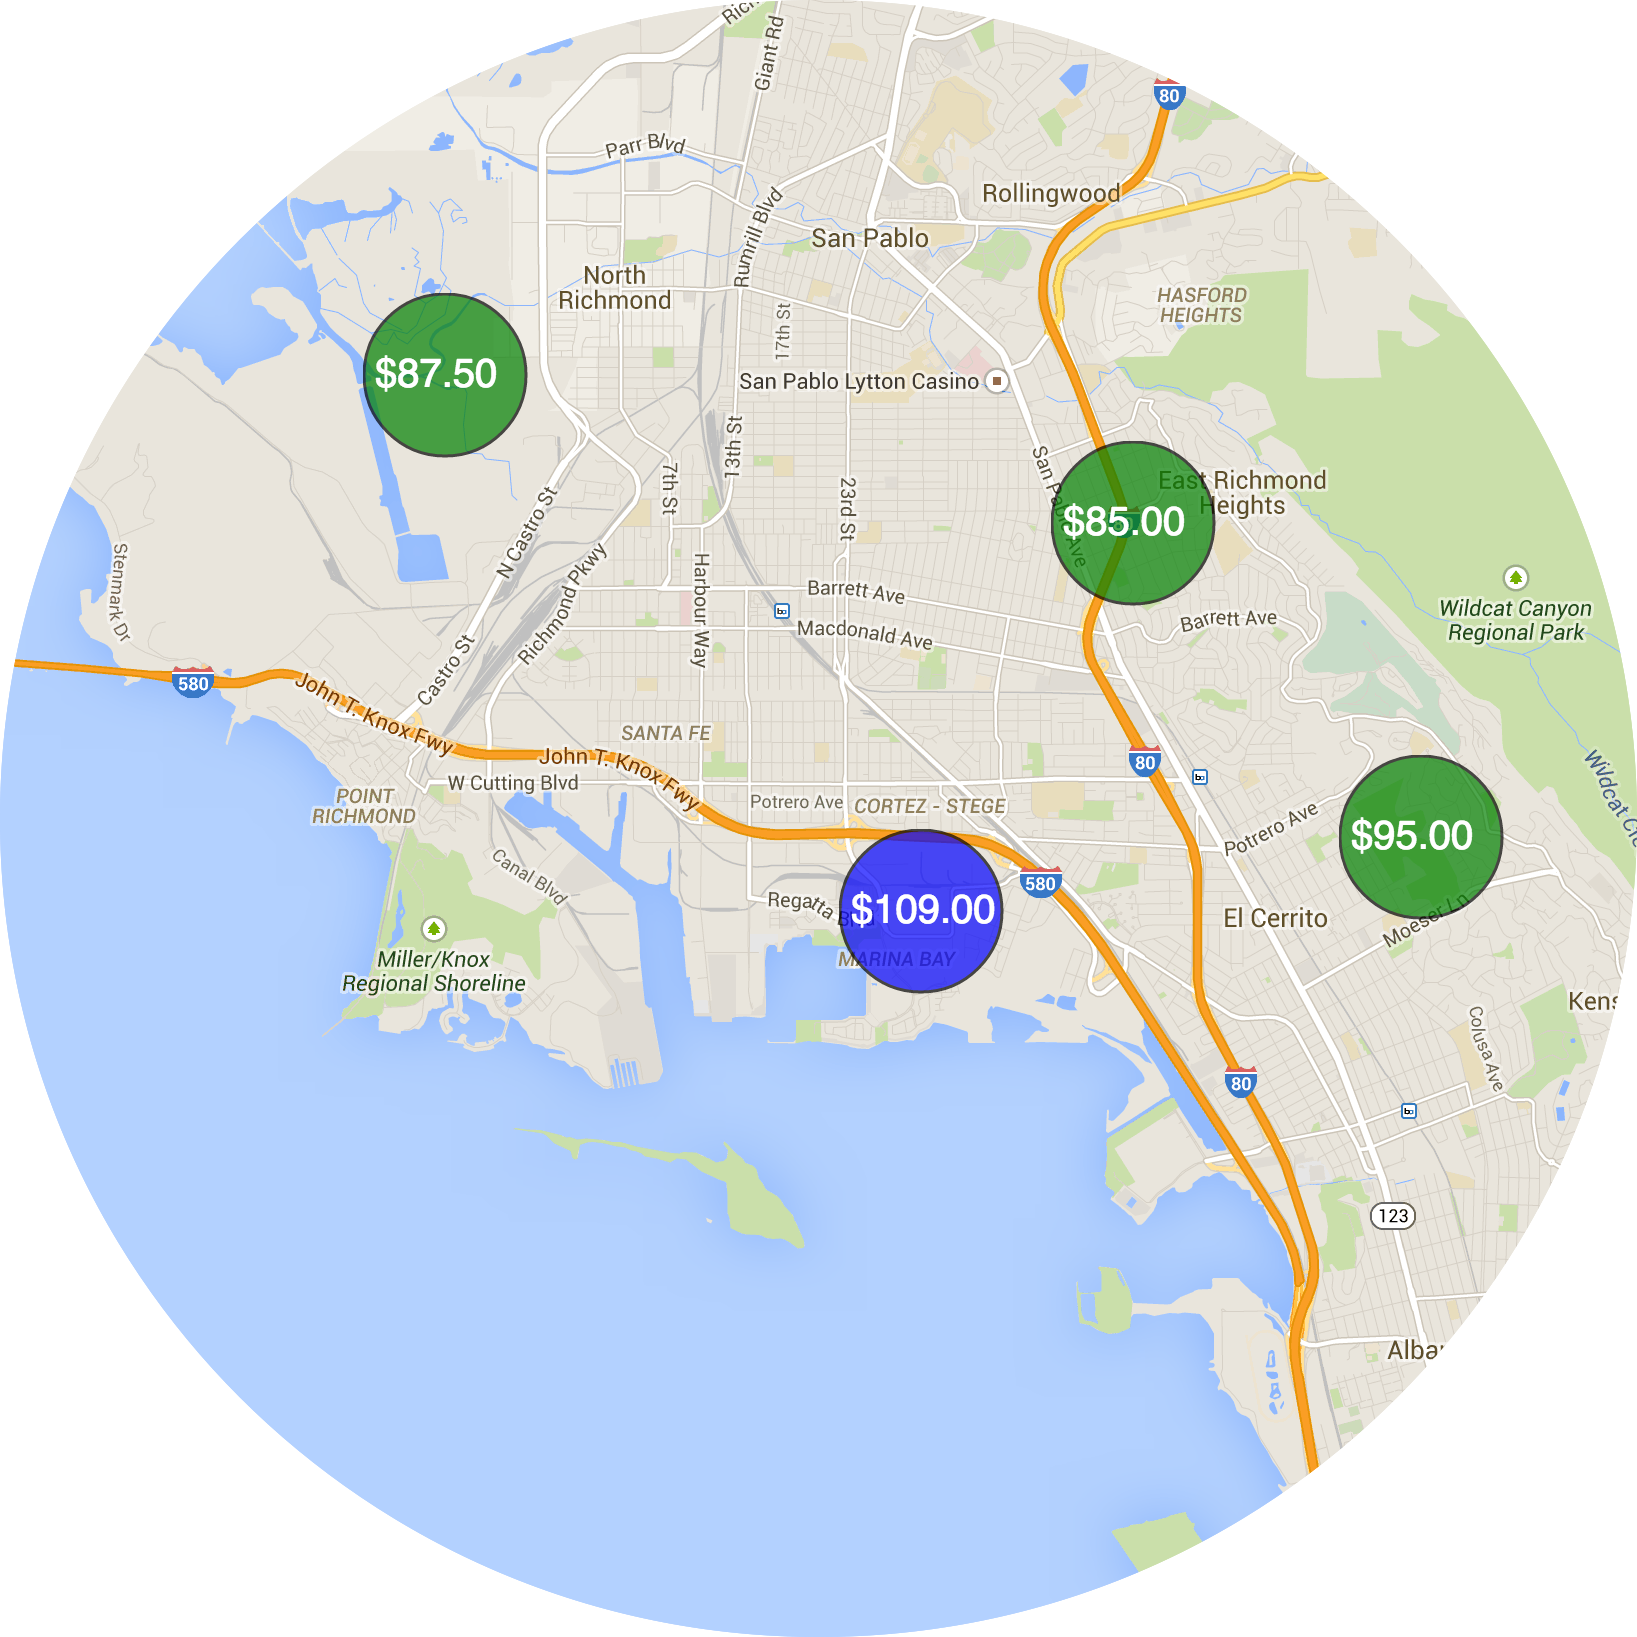 Giant Rd
80
Parr Blvd
Rollingwood
Rumrill Blvd
San Pablo
North
Richmond
HASFORD
HEIGHTS
17th St
$87.50
San Pablo Lytton Casino
13th St
7th St
23rd St
San Pablo Ave
East Richmond
Heights
$85.00
N Castro St
Stenmark Dr
Richmond Pkwy
Harbour Way
Barrett Ave
Macdonald Ave
Barrett Ave
Wildcat Canyon
Regional Park
Castro St
580
John T. Knox Fwy
SANTA FE
John T. Knox Fwy
80
W Cutting Blvd
POINT
RICHMOND
Potrero Ave
CORTEZ - STEGE
Potrero Ave
$95.00
Canal Blvd
580
Regatta Blvd
$109.00
El Cerrito
Moeser Ln
MARINA BAY
Miller/Knox
Regional Shoreline
Wildcat Cr
Kens
Colusa Ave
80
123
Alba